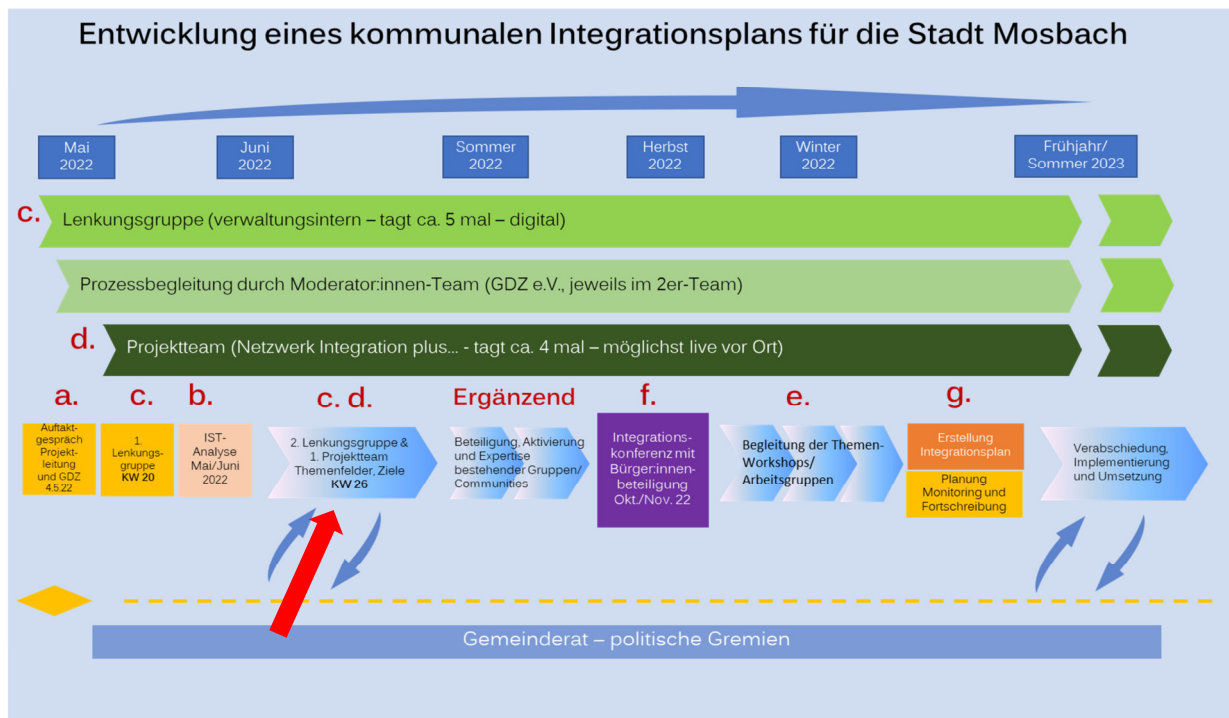 Entwicklung eines kommunalen Integrationsplans für die Stadt Mosbach
Mai
2022
Juni
2022
Sommer
2022
Herbst
2022
Winter
2022
Frühjahr/
Sommer 2023
c.
Lenkungsgruppe (verwaltungsintern – tagt ca. 5 mal – digital)
Prozessbegleitung durch Moderator:innen-Team (GDZ e.V., jeweils im 2er-Team)
d.
Projektteam (Netzwerk Integration plus... - tagt ca. 4 mal – möglichst live vor Ort)
a.
Auftakt-
gespräch
Projekt-
leitung
und GDZ
4.5.22
c.
1.
Lenkungs-
gruppe
KW 20
b.
IST-
Analyse
Mai/Juni
2022
c. d.
2. Lenkungsgruppe &
1. Projektteam
Themenfelder, Ziele
KW 26
Ergänzend
Beteiligung, Aktivierung
und Expertise
bestehender Gruppen/
Communities
f.
Integrations-
konferenz mit
Bürger:innen-
beteiligung
Okt./Nov. 22
e.
Begleitung der Themen-
Workshops/
Arbeitsgruppen
g.
Erstellung
Integrationsplan
Planung
Monitoring und
Fortschreibung
Verabschiedung,
Implementierung
und Umsetzung
Gemeinderat – politische Gremien